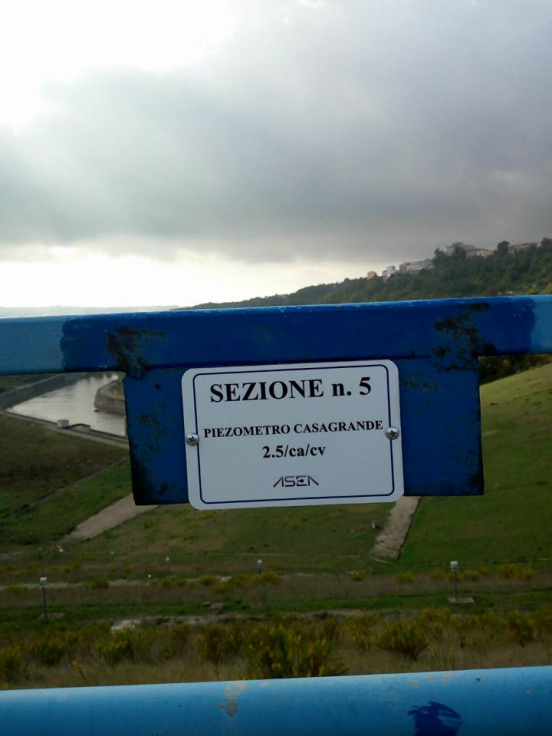 SEZIONE n. 5
PIEZOMETRO CASAGRANDE
2.5/ca/cv
ASEA